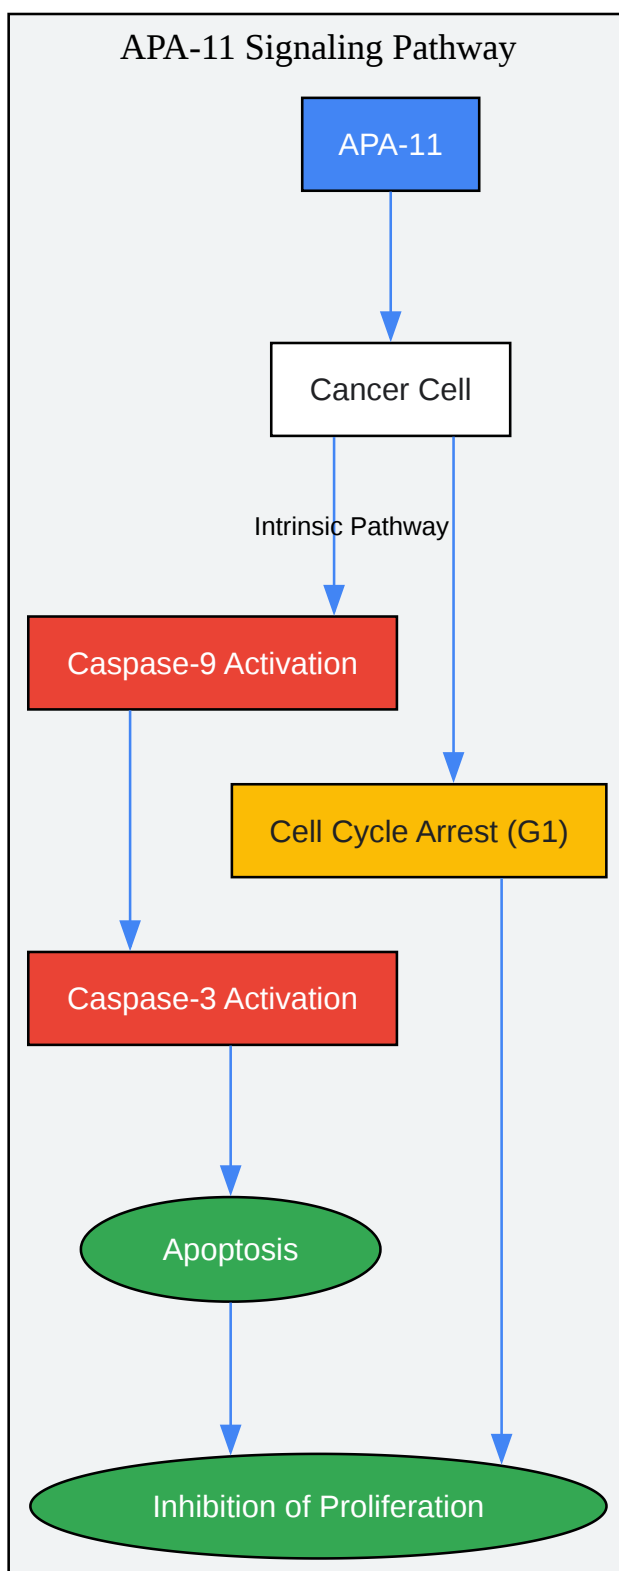 APA-11 Signaling Pathway
APA-11
Cancer Cell
Intrinsic Pathway
Caspase-9 Activation
Cell Cycle Arrest (G1)
Caspase-3 Activation
Apoptosis
Inhibition of Proliferation